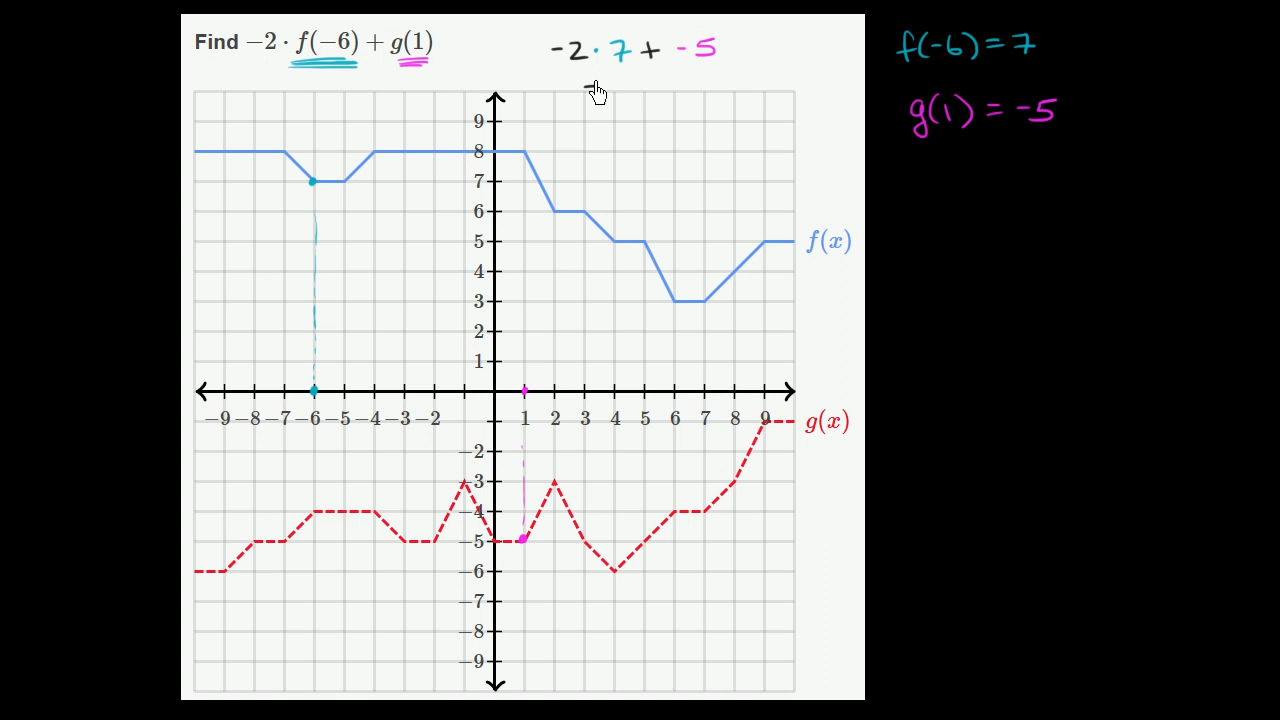 Find −2 · f(−6) + g(1)
-2 · 7 + -5
-
f(-6) = 7
g(1) = -5
9
8
7
6
5
4
3
2
1
f(x)
−9 −8 −7 −6 −5 −4 −3 −2 1 2 3 4 5 6 7 8 9
g(x)
−2
−3
−4
−5
−6
−7
−8
−9